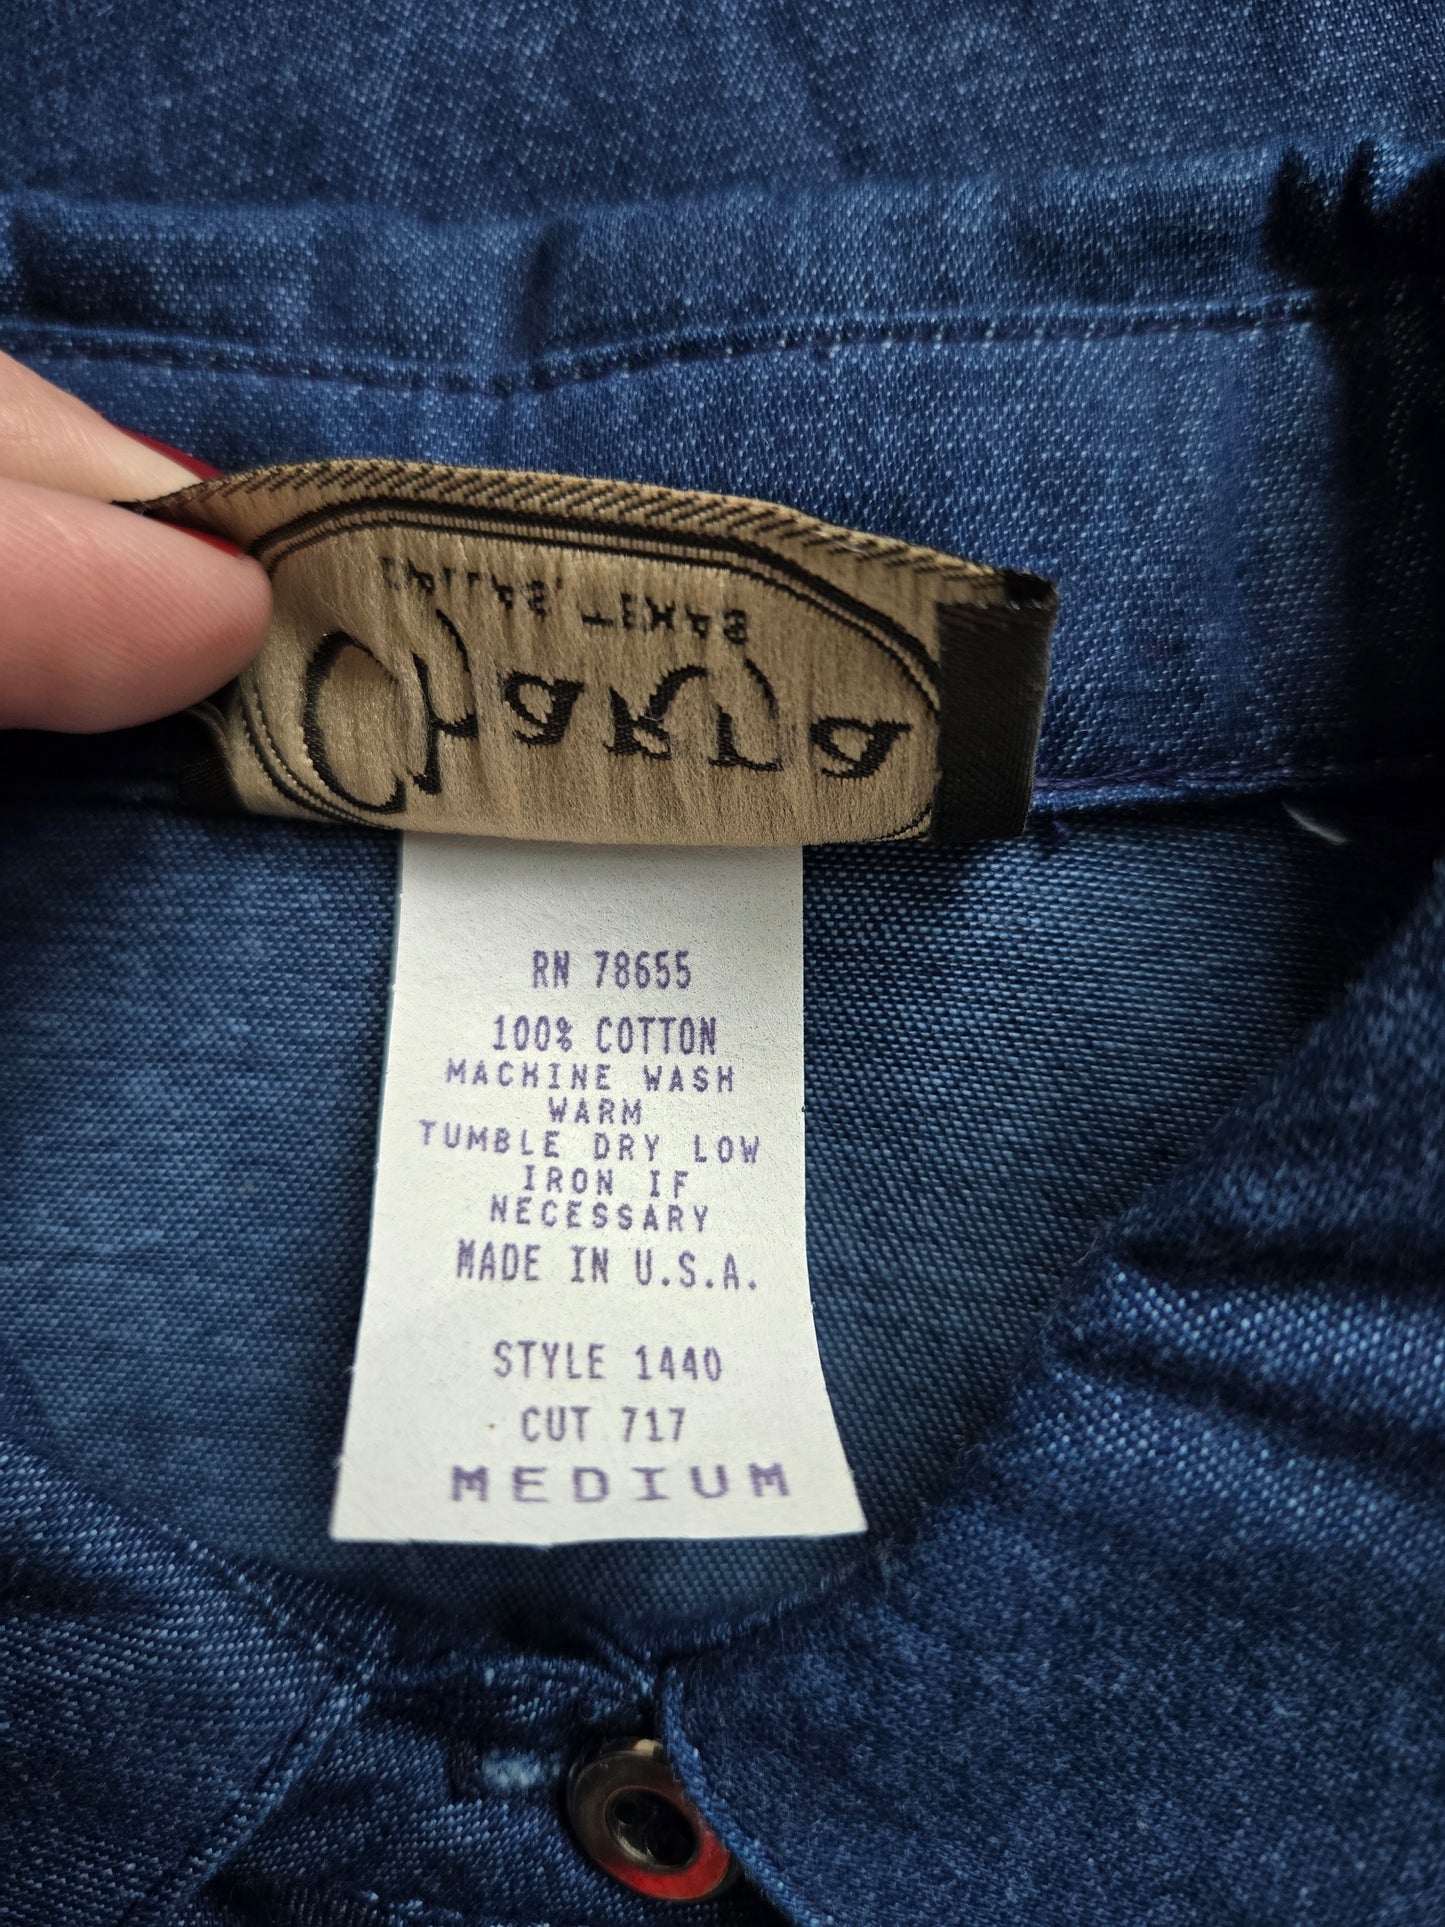 Charta
RN 78655
100% COTTON
MACHINE WASH
WARM
TUMBLE DRY LOW
IRON IF
NECESSARY
MADE IN U.S.A.
STYLE 1440
CUT 717
MEDIUM